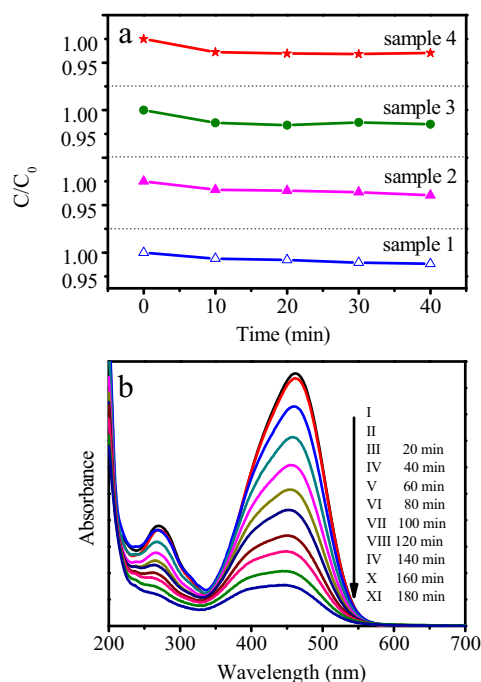 a
sample 4
1.00
0.95
sample 3
1.00
0.95
sample 2
1.00
0.95
sample 1
1.00
0.95
C/C0
0 10 20 30 40
Time (min)
b
I
II
III 20 min
IV 40 min
V 60 min
VI 80 min
VII 100 min
VIII 120 min
IV 140 min
X 160 min
XI 180 min
Absorbance
200 300 400 500 600 700
Wavelength (nm)